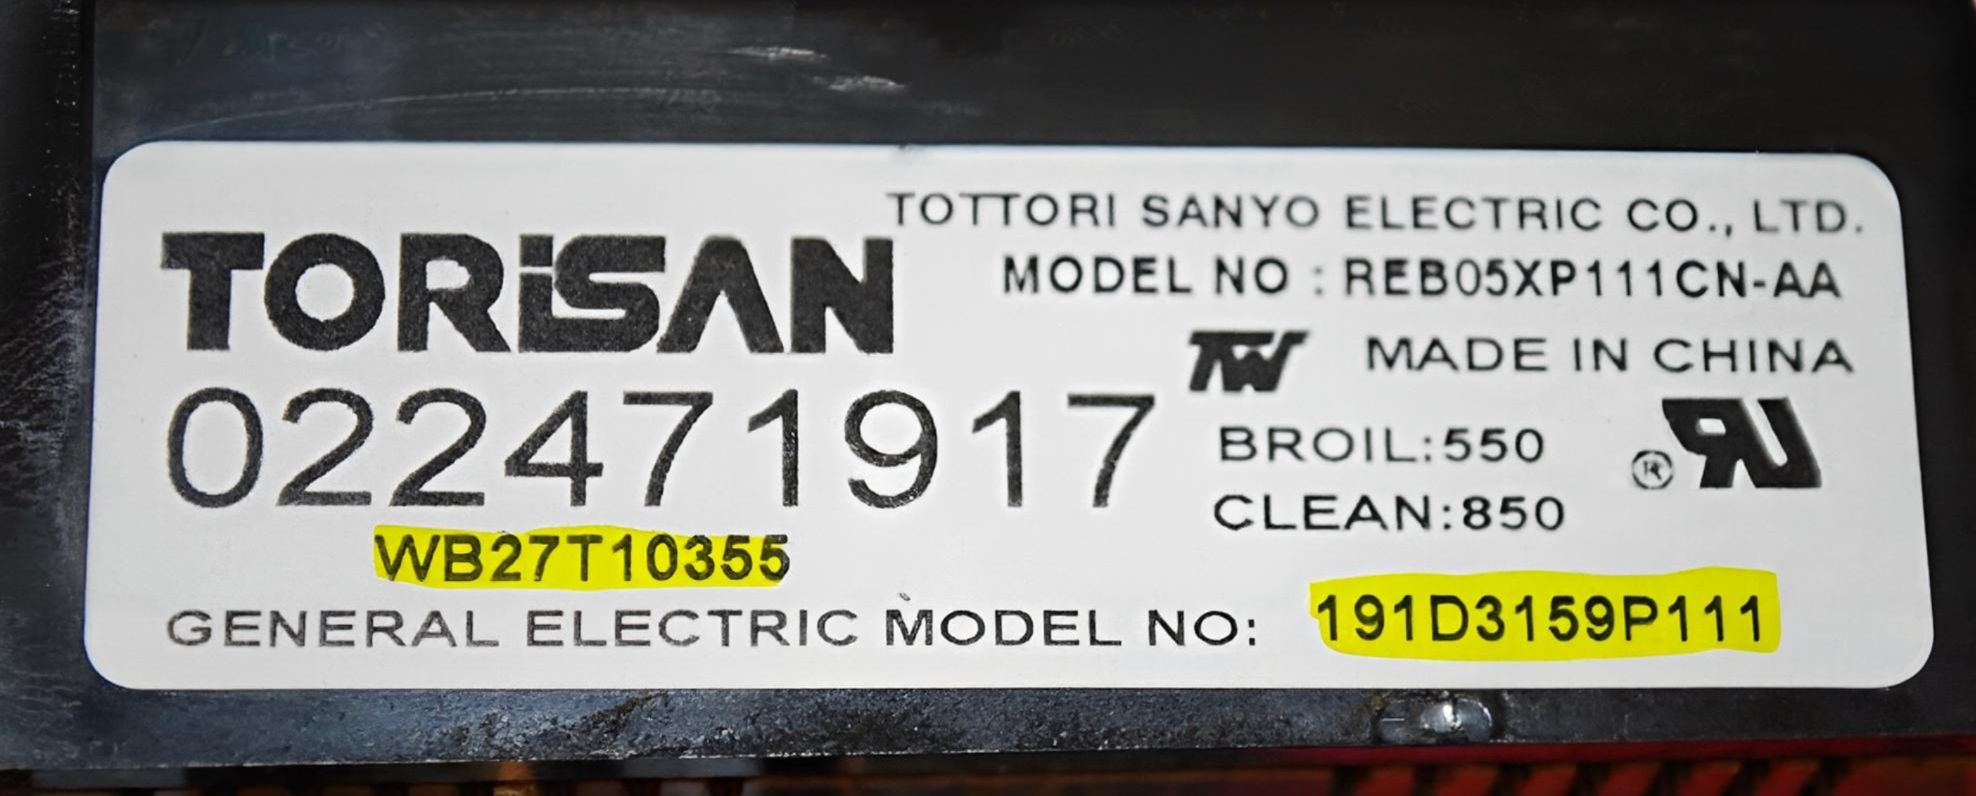 TOTTORI SANYO ELECTRIC CO., LTD.
TORiSAN
MODEL NO : REB05XP111CN-AA
MADE IN CHINA
022471917
BROIL:550
CLEAN:850
WB27T10355
GENERAL ELECTRIC MODEL NO: 191D3159P111